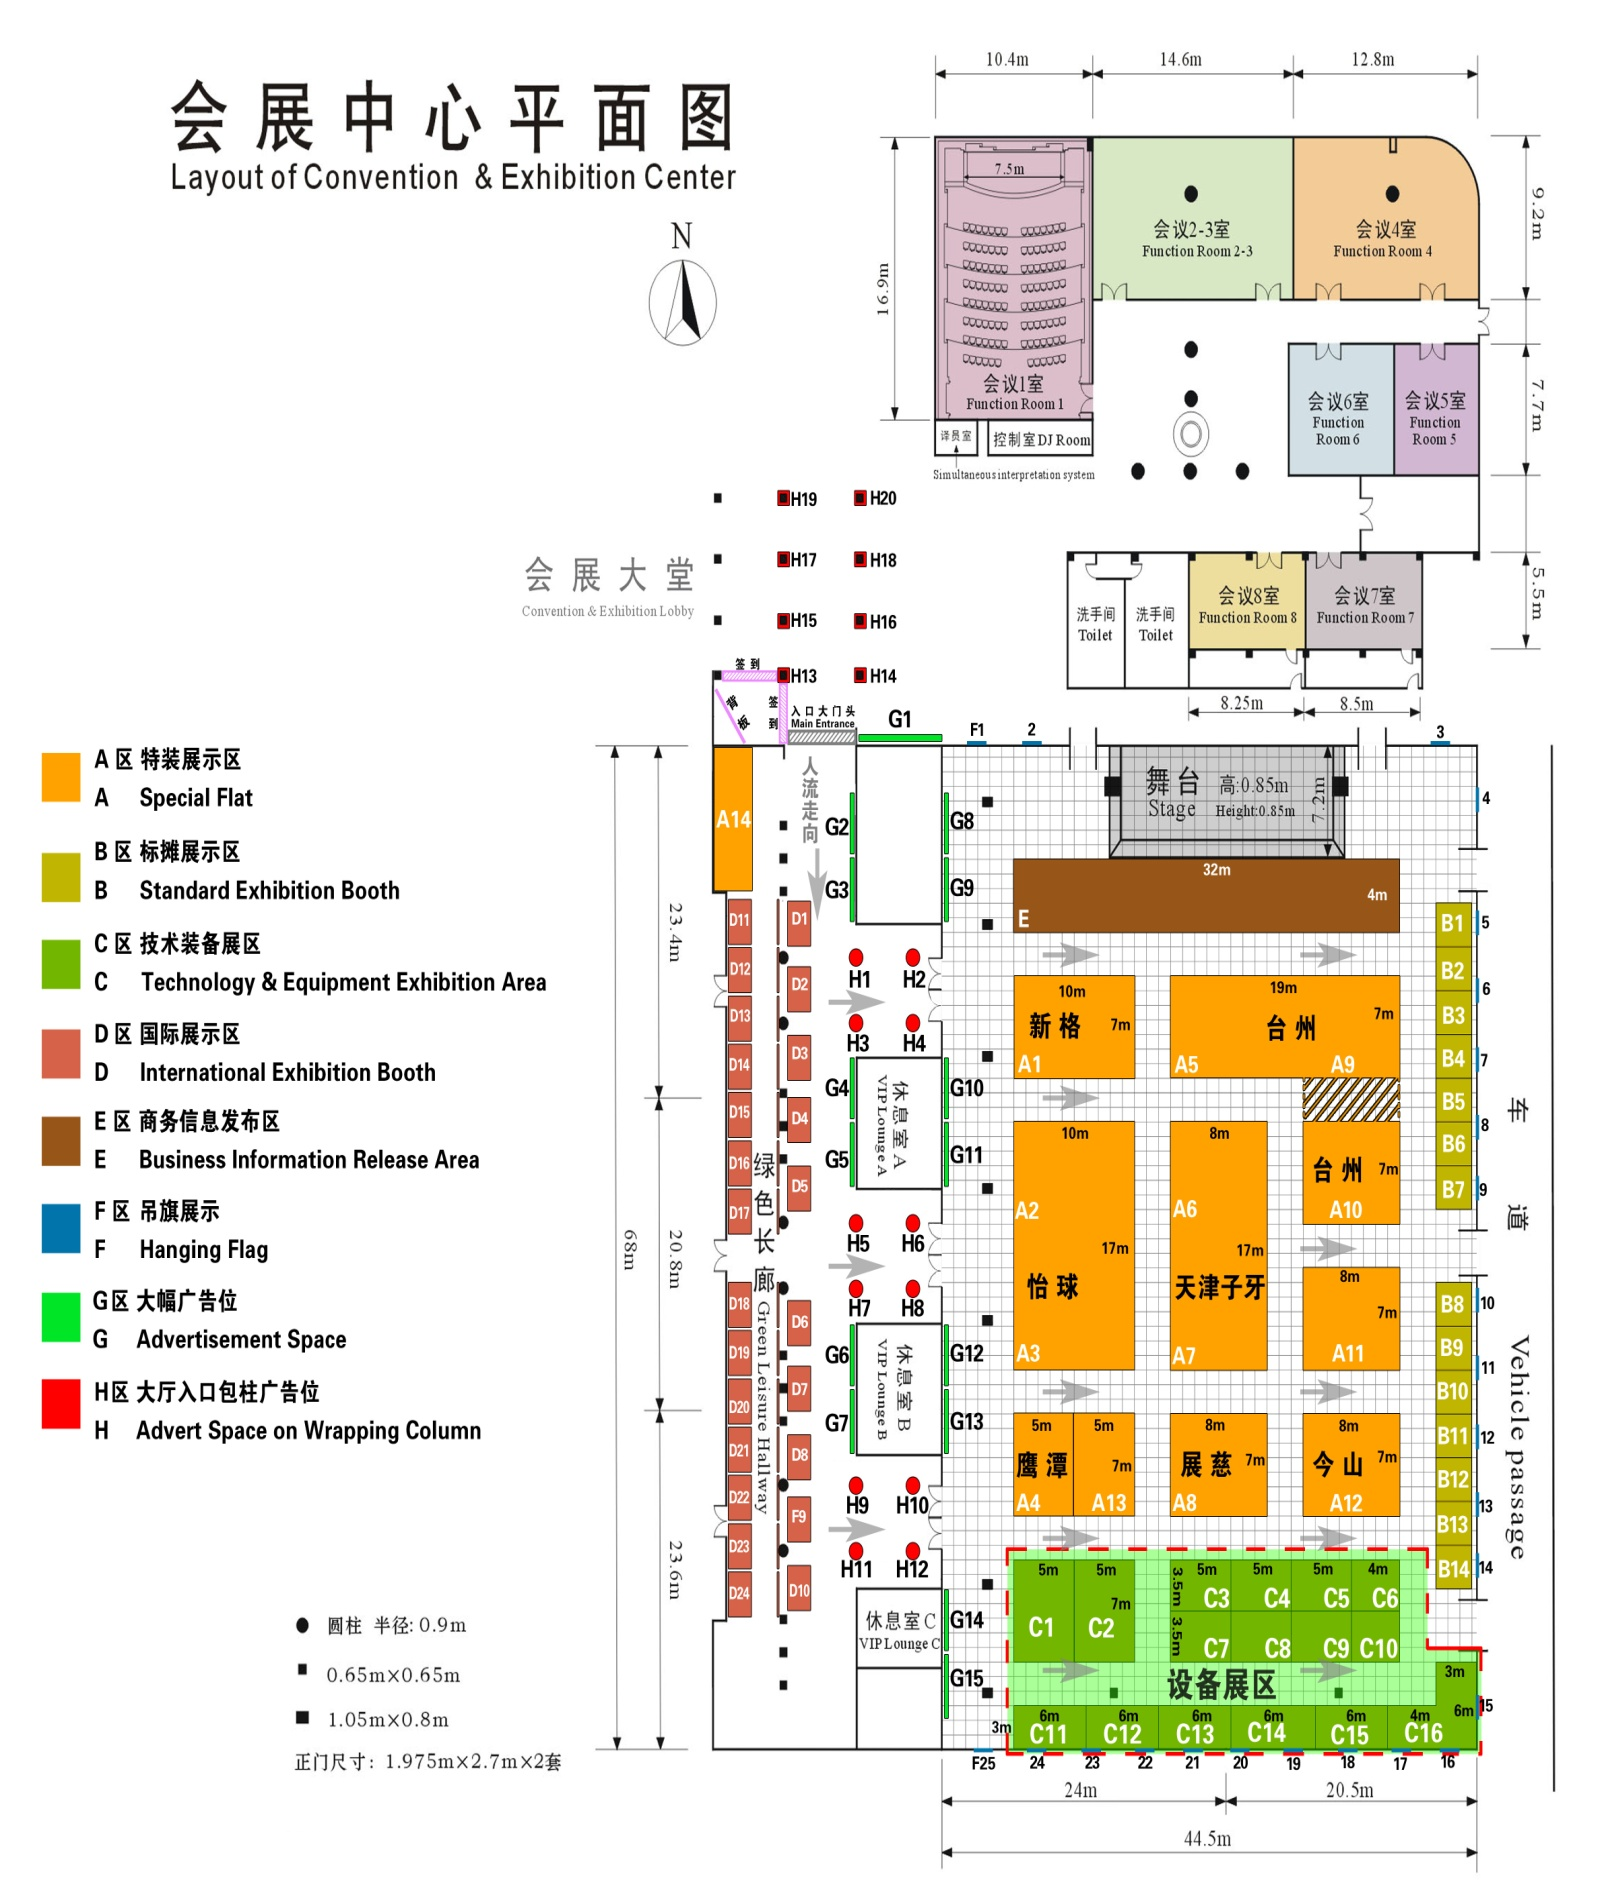 会展中心平面图
Layout of Convention & Exhibition Center
N
10.4m
14.6m
12.8m
7.5m
16.9m
会议1室
Function Room 1
会议2-3室
Function Room 2-3
会议4室
Function Room 4
9.2m
会议6室
Function
Room 6
会议5室
Function
Room 5
7.7m
译员室
控制室DJ Room
Simultaneous interpretation system
洗手间
Toilet
洗手间
Toilet
会议8室
Function Room 8
会议7室
Function Room 7
5.5m
8.25m
8.5m
H19
H20
H17
H18
H15
H16
H13
H14
会展大堂
Convention & Exhibition Lobby
签到
签到
背板
入口大门头
Main Entrance
G1
F1
2
3
A区 特装展示区
A Special Flat
B区 标摊展示区
B Standard Exhibition Booth
C区 技术装备展区
C Technology & Equipment Exhibition Area
D区 国际展示区
D International Exhibition Booth
E区 商务信息发布区
E Business Information Release Area
F区 吊旗展示
F Hanging Flag
G区 大幅广告位
G Advertisement Space
H区 大厅入口包柱广告位
H Advert Space on Wrapping Column
圆柱 半径: 0.9m
0.65m×0.65m
1.05m×0.8m
正门尺寸: 1.975m×2.7m×2套
68m
23.4m
20.8m
23.6m
A14
人流走向
D11
D12
D13
D14
D15
D16
D17
D18
D19
D20
D21
D22
D23
D24
D1
D2
D3
D4
D5
D6
D7
D8
F9
D10
绿色长廊
Green Leisure Hallway
G2
G3
G4
G5
G6
G7
G8
G9
G10
G11
G12
G13
G14
G15
H1
H2
H3
H4
H5
H6
H7
H8
H9
H10
H11
H12
休息室A
VIP Lounge A
休息室B
VIP Lounge B
休息室C
VIP Lounge C
舞台
Stage
高:0.85m
Height:0.85m
7.2m
32m
4m
E
10m
新格
7m
A1
19m
台州
7m
A5
A9
10m
A2
17m
怡球
A3
8m
A6
17m
天津子牙
A7
台州
7m
A10
8m
7m
A11
5m
鹰潭
A4
5m
7m
A13
8m
展慈
7m
A8
8m
今山
7m
A12
5m
C1
5m
7m
C2
3.5m
5m
C3
5m
C4
5m
C5
4m
C6
3.5m
C7
C8
C9
C10
设备展区
3m
6m
C11
6m
C12
6m
C13
6m
C14
6m
C15
4m
C16
3m
6m
B1
B2
B3
B4
B5
B6
B7
B8
B9
B10
B11
B12
B13
B14
4
5
6
7
8
9
10
11
12
13
14
15
车道
Vehicle passage
F25
24
23
22
21
20
19
18
17
16
24m
20.5m
44.5m